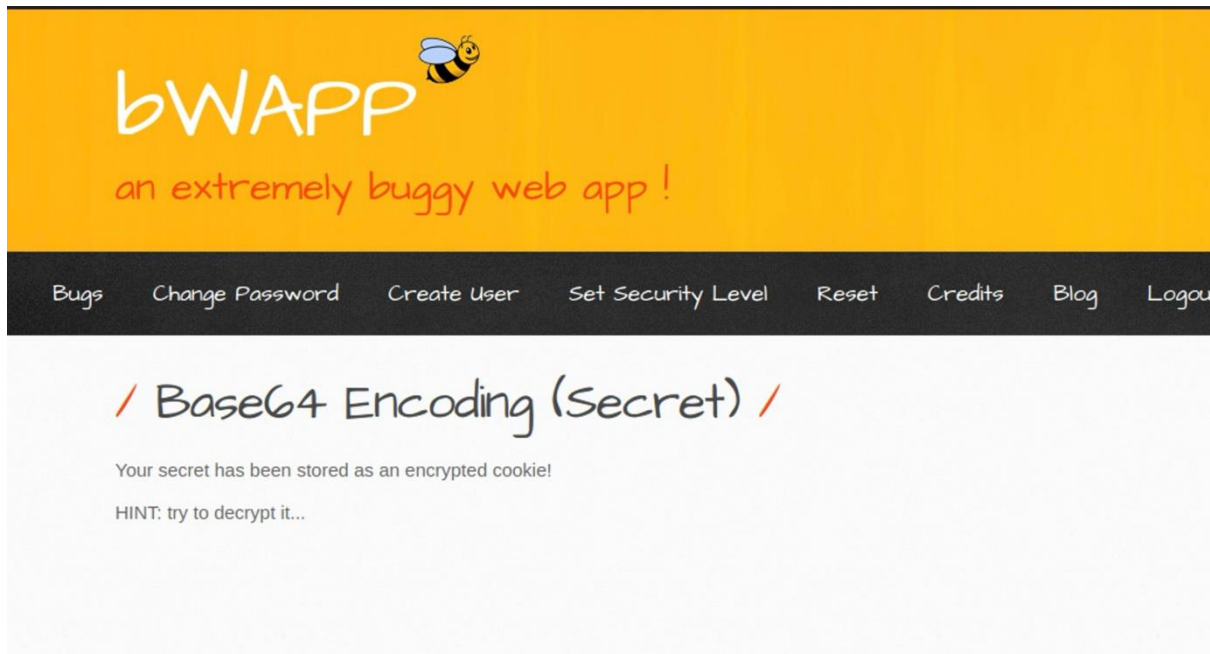 bWAPP
an extremely buggy web app !
Bugs Change Password Create User Set Security Level Reset Credits Blog Logou
/ Base64 Encoding (Secret) /
Your secret has been stored as an encrypted cookie!
HINT: try to decrypt it...